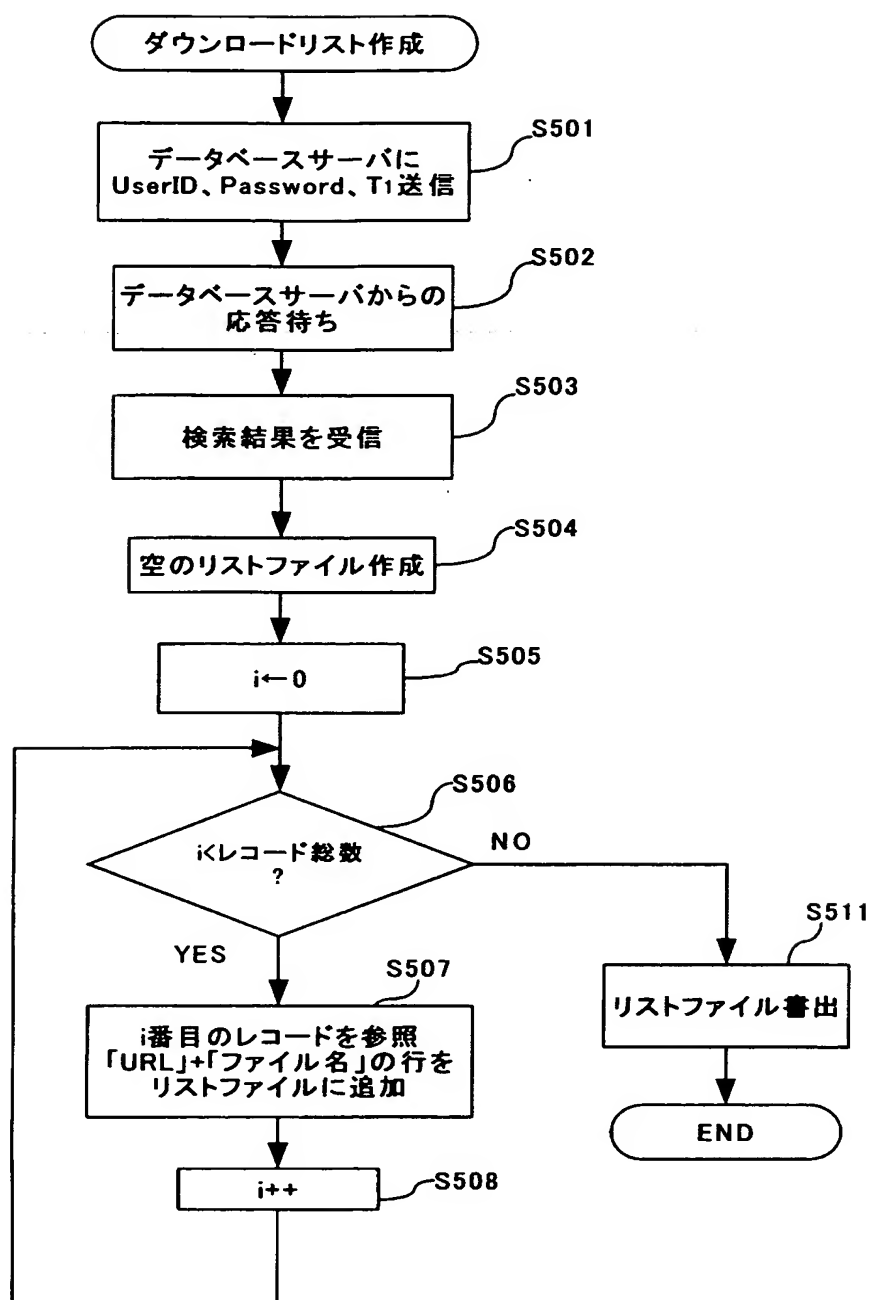 ダウンロードリスト作成
S501
データベースサーバに
UserID、Password、T1送信
S502
データベースサーバからの
応答待ち
S503
検索結果を受信
S504
空のリストファイル作成
S505
i←0
S506
i<レコード総数
?
NO
YES
S507
i番目のレコードを参照
「URL」+「ファイル名」の行を
リストファイルに追加
S508
i++
S511
リストファイル書出
END